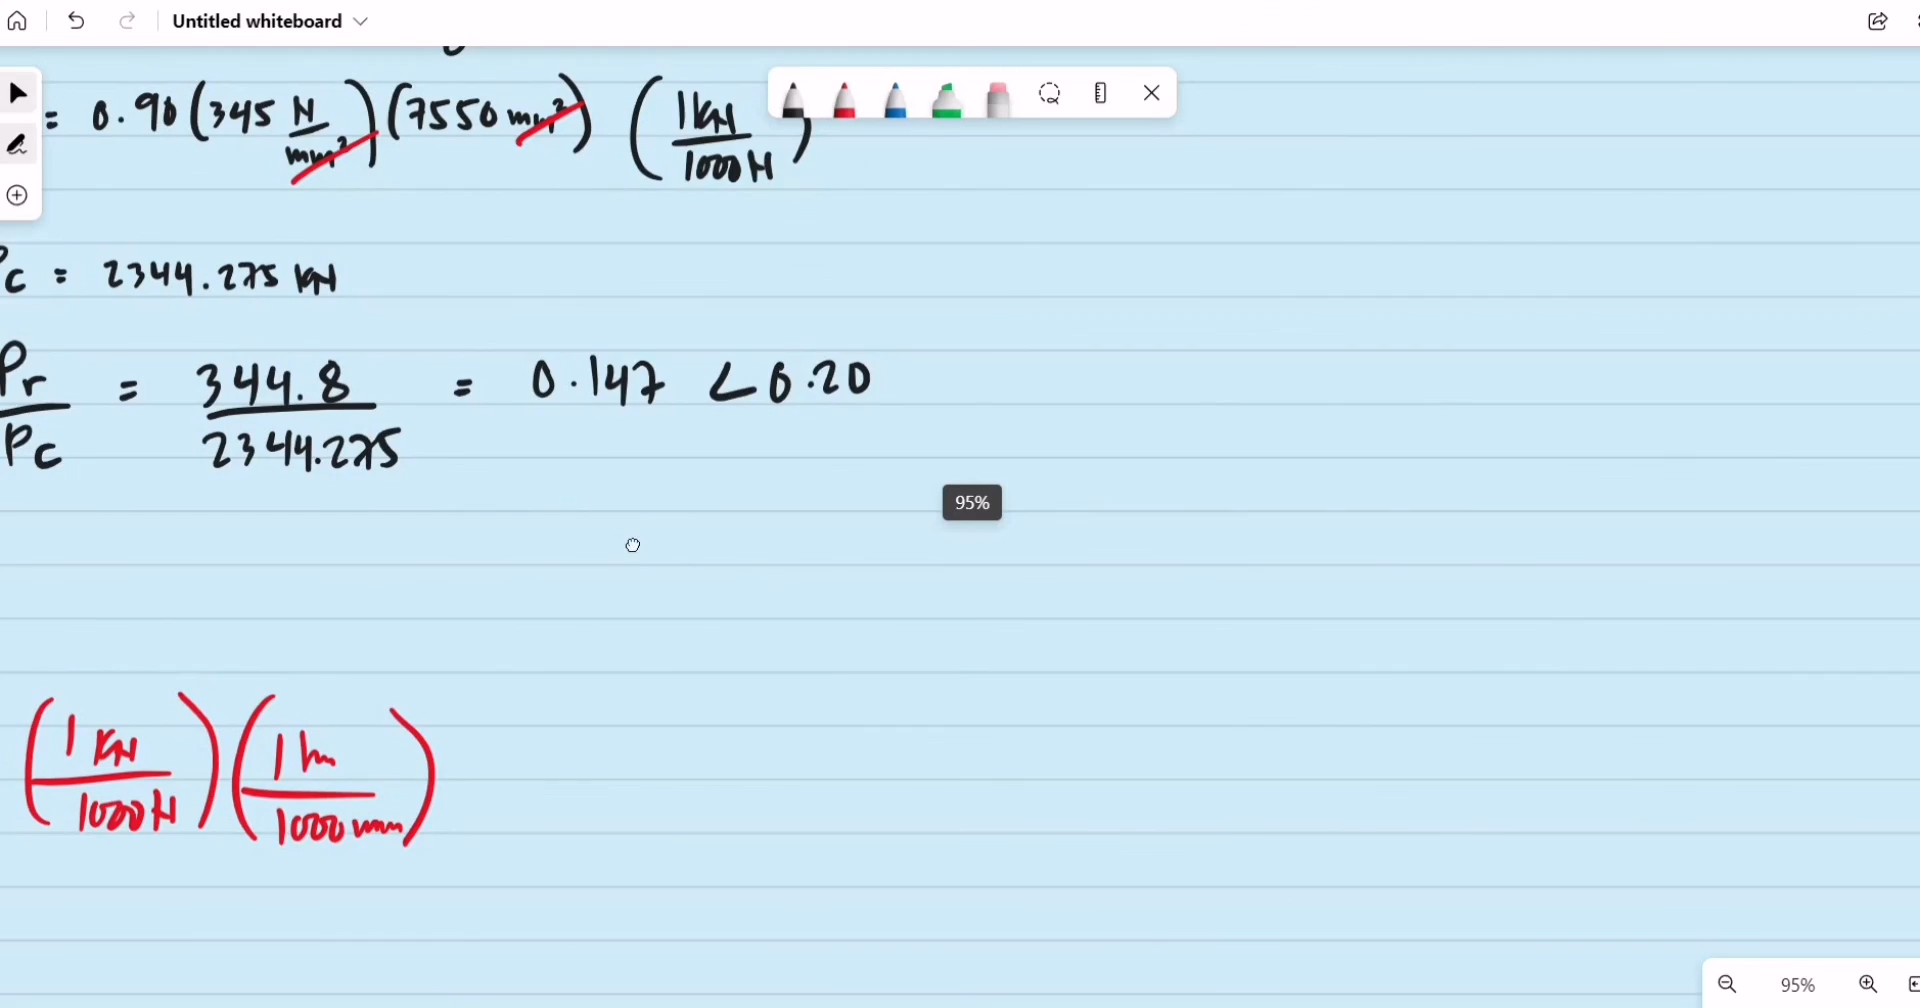 Untitled whiteboard
= 0.90 (345 N/mm²) (7550 mm²) (1 kN/1000 N)
Pc = 2344.275 kN
Pr/Pc = 344.8/2344.275 = 0.147 < 0.20
95%
(1 kN/1000 N) (1 m/1000 mm)
95%